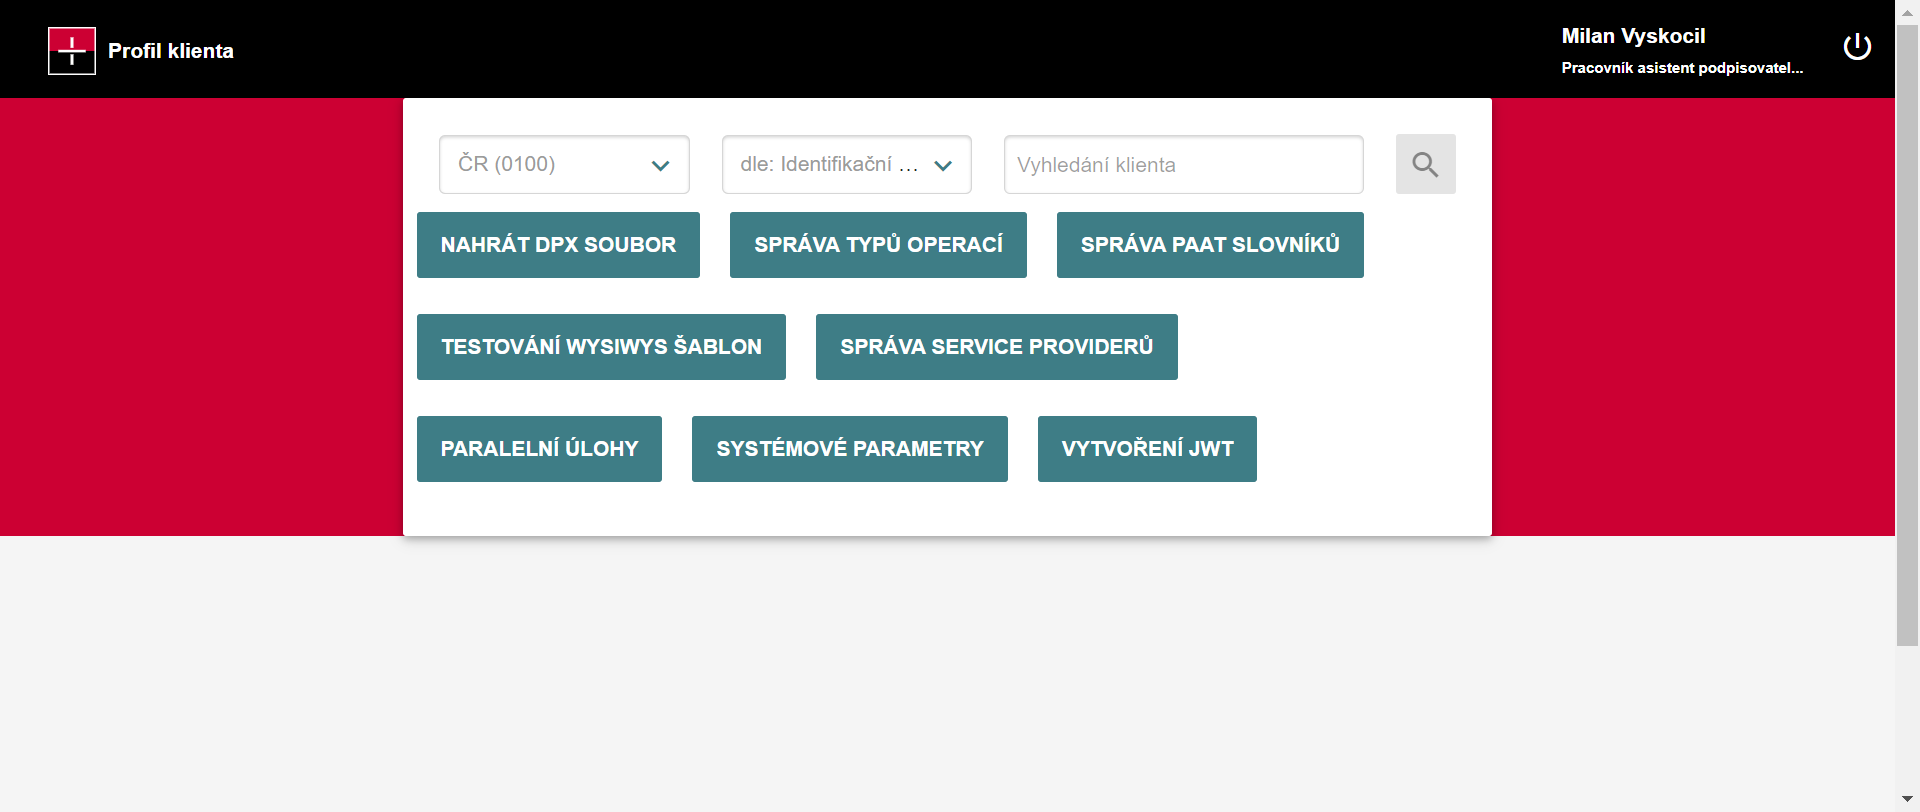 Profil klienta
Milan Vyskocil
Pracovník asistent podpisovatel...
ČR (0100)
dle: Identifikační ...
Vyhledání klienta
NAHRÁT DPX SOUBOR
SPRÁVA TYPŮ OPERACÍ
SPRÁVA PAAT SLOVNÍKŮ
TESTOVÁNÍ WYSIWYS ŠABLON
SPRÁVA SERVICE PROVIDERŮ
PARALELNÍ ÚLOHY
SYSTÉMOVÉ PARAMETRY
VYTVOŘENÍ JWT